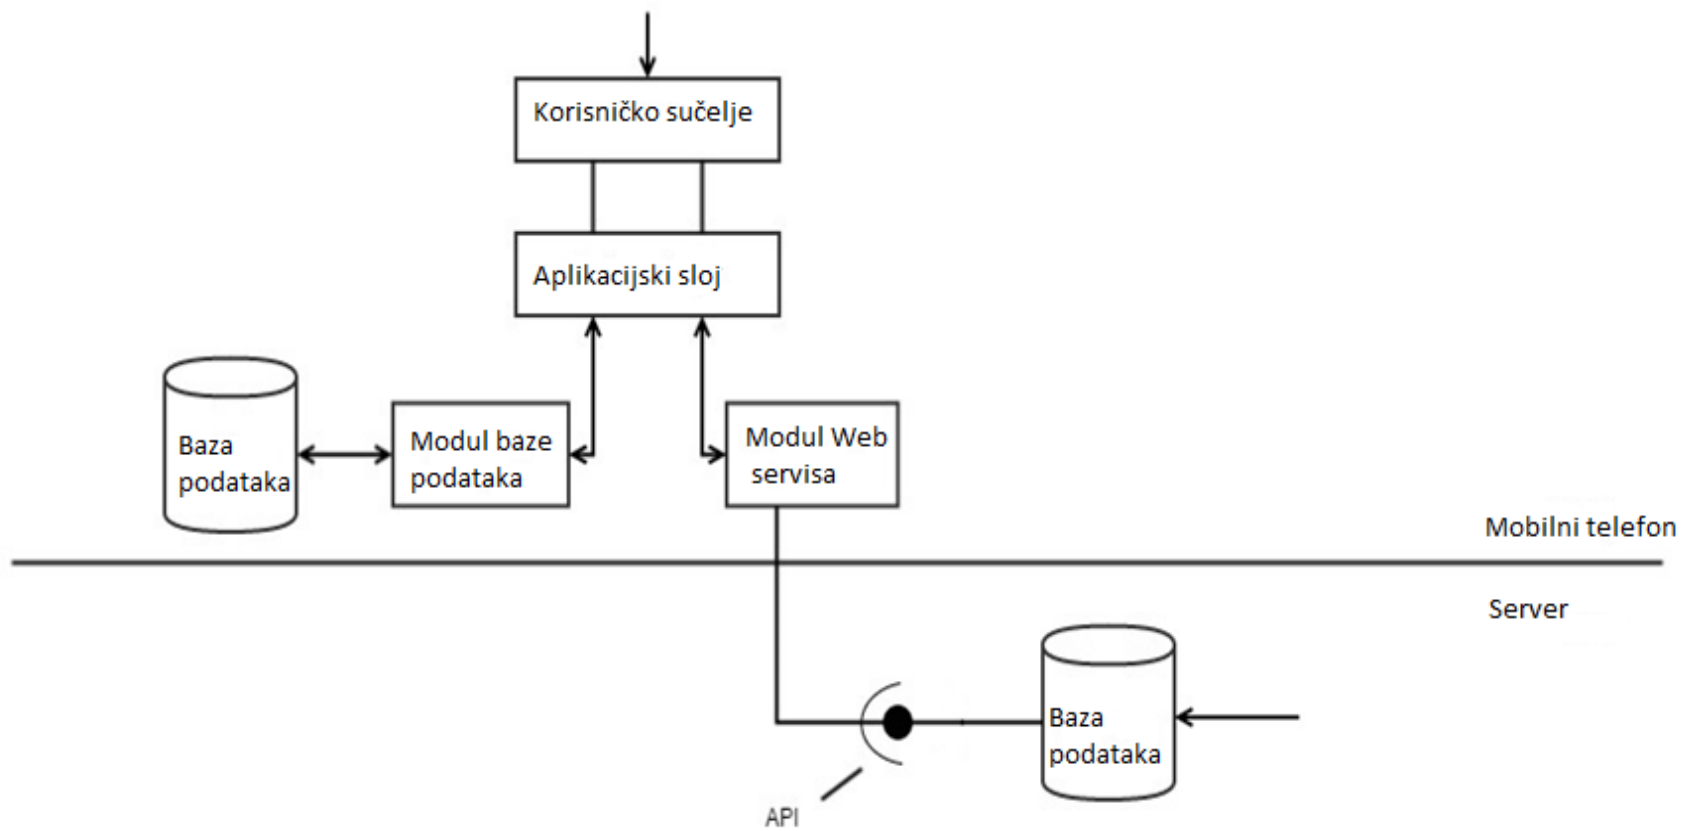 Korisničko sučelje
Aplikacijski sloj
Baza
podataka
Modul baze
podataka
Modul Web
servisa
Mobilni telefon
Server
Baza
podataka
API